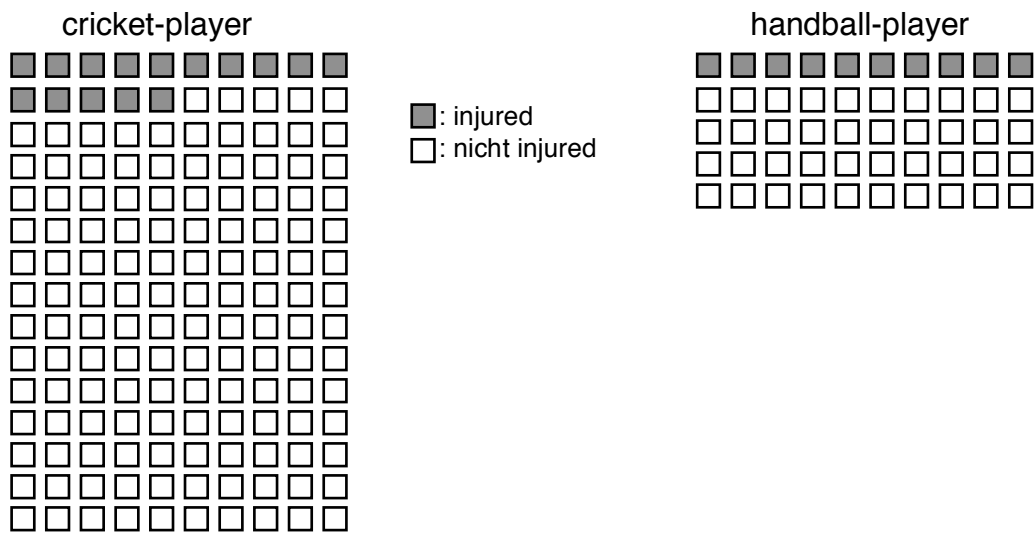 cricket-player
handball-player
: injured
: nicht injured